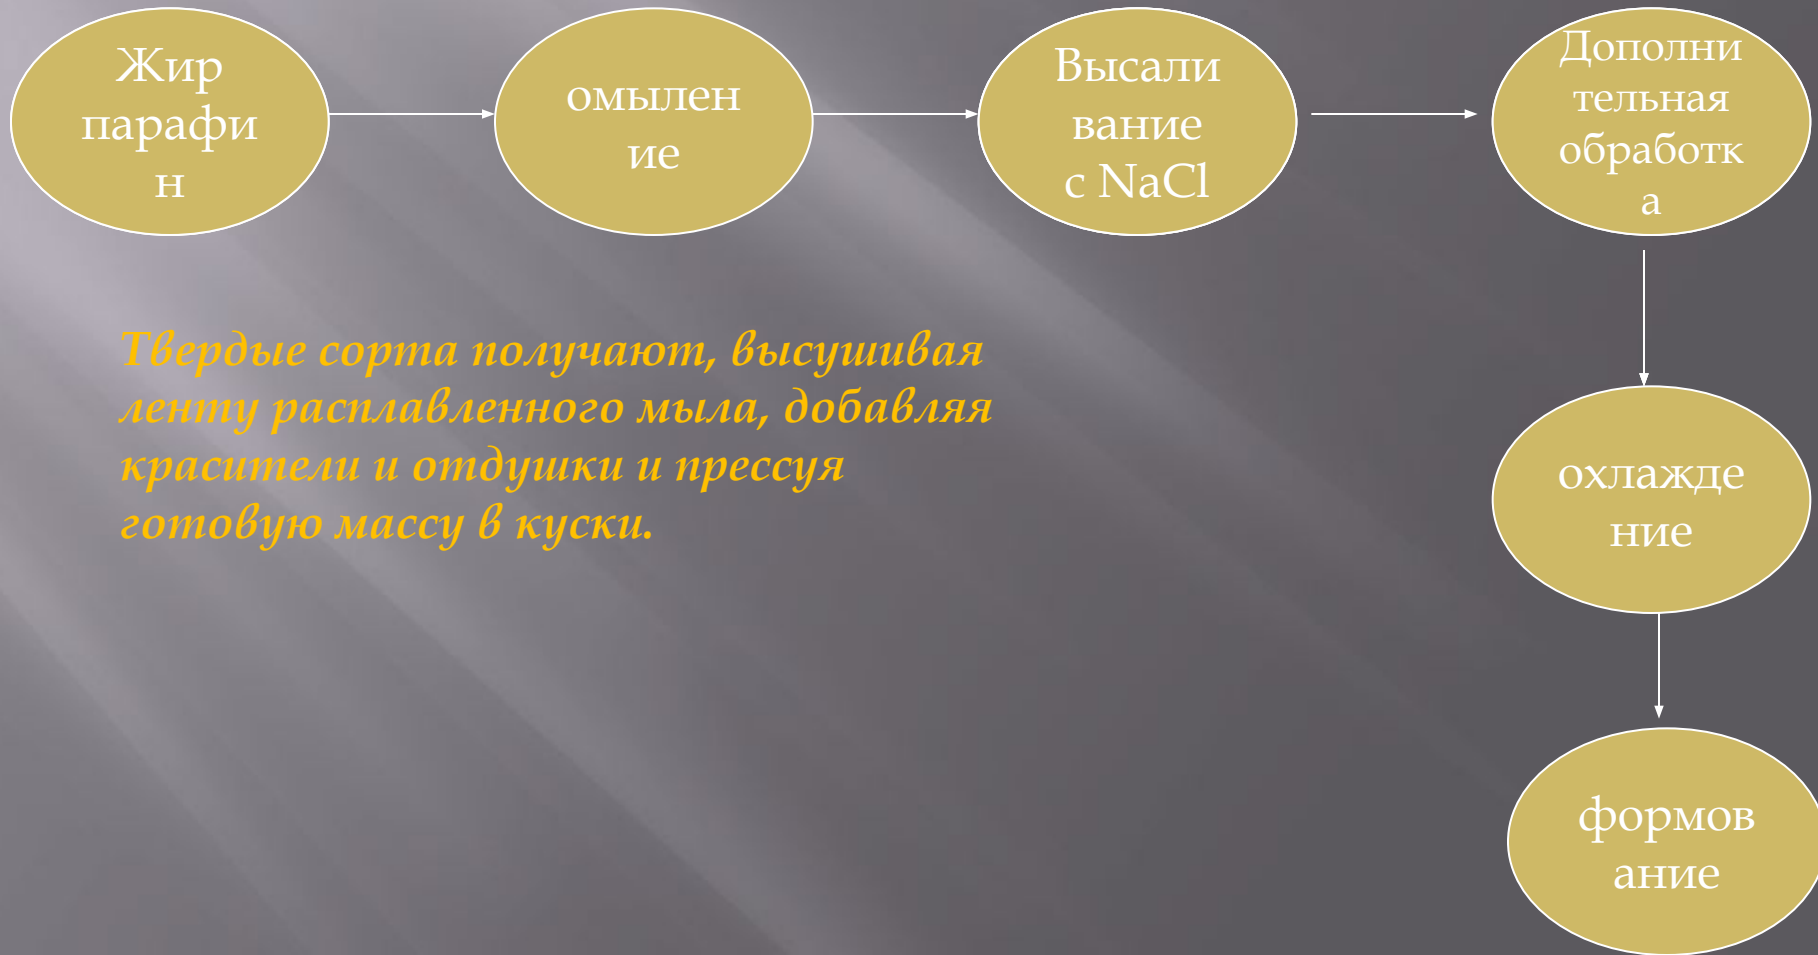 Жир
парафи
н
омылен
ие
Высали
вание
с NaCl
Дополни
тельная
обработк
а
Твердые сорта получают, высушивая
ленту расплавленного мыла, добавляя
красители и отдушки и прессуя
готовую массу в куски.
охлажде
ние
формов
ание